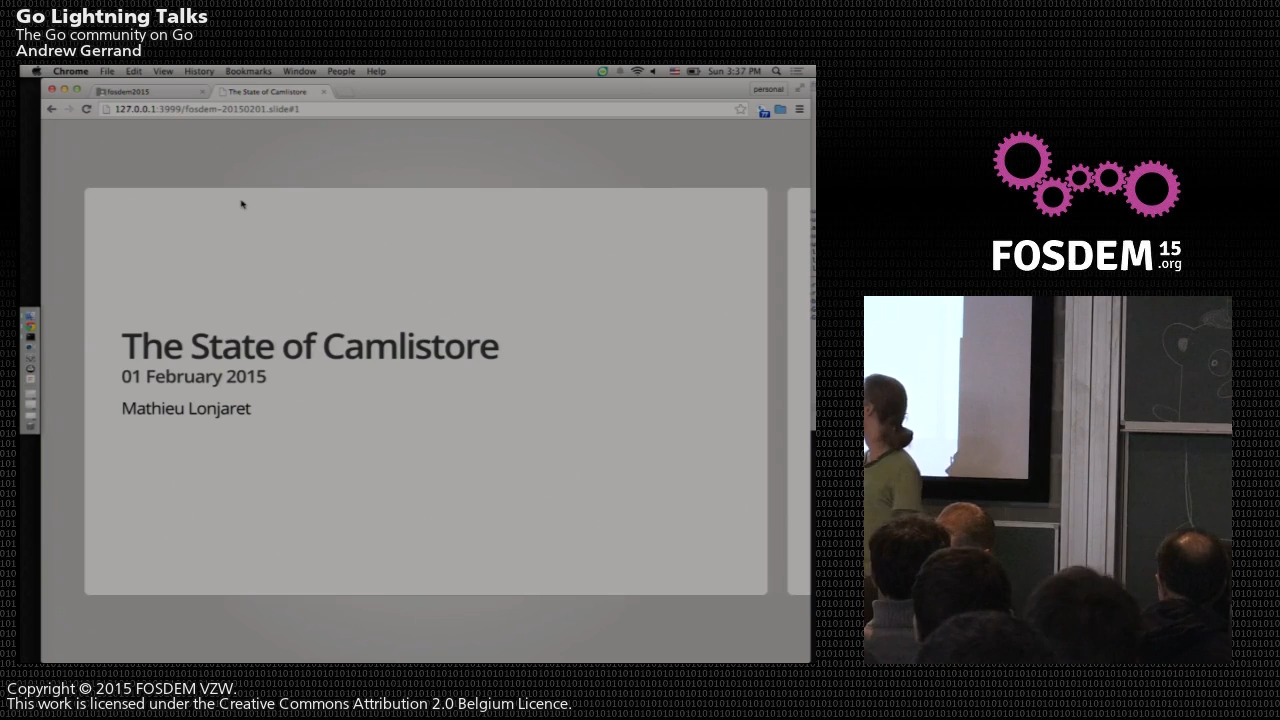 Go Lightning Talks
The Go community on Go
Andrew Gerrand
Chrome File Edit View History Bookmarks Window People Help
Sun 3:37 PM
fosdem2015
The State of Camlistore
personal
127.0.0.1:3999/fosdem-20150201.slide#1
77
The State of Camlistore
01 February 2015
Mathieu Lonjaret
FOSDEM 15
.org
Copyright © 2015 FOSDEM VZW.
This work is licensed under the Creative Commons Attribution 2.0 Belgium Licence.